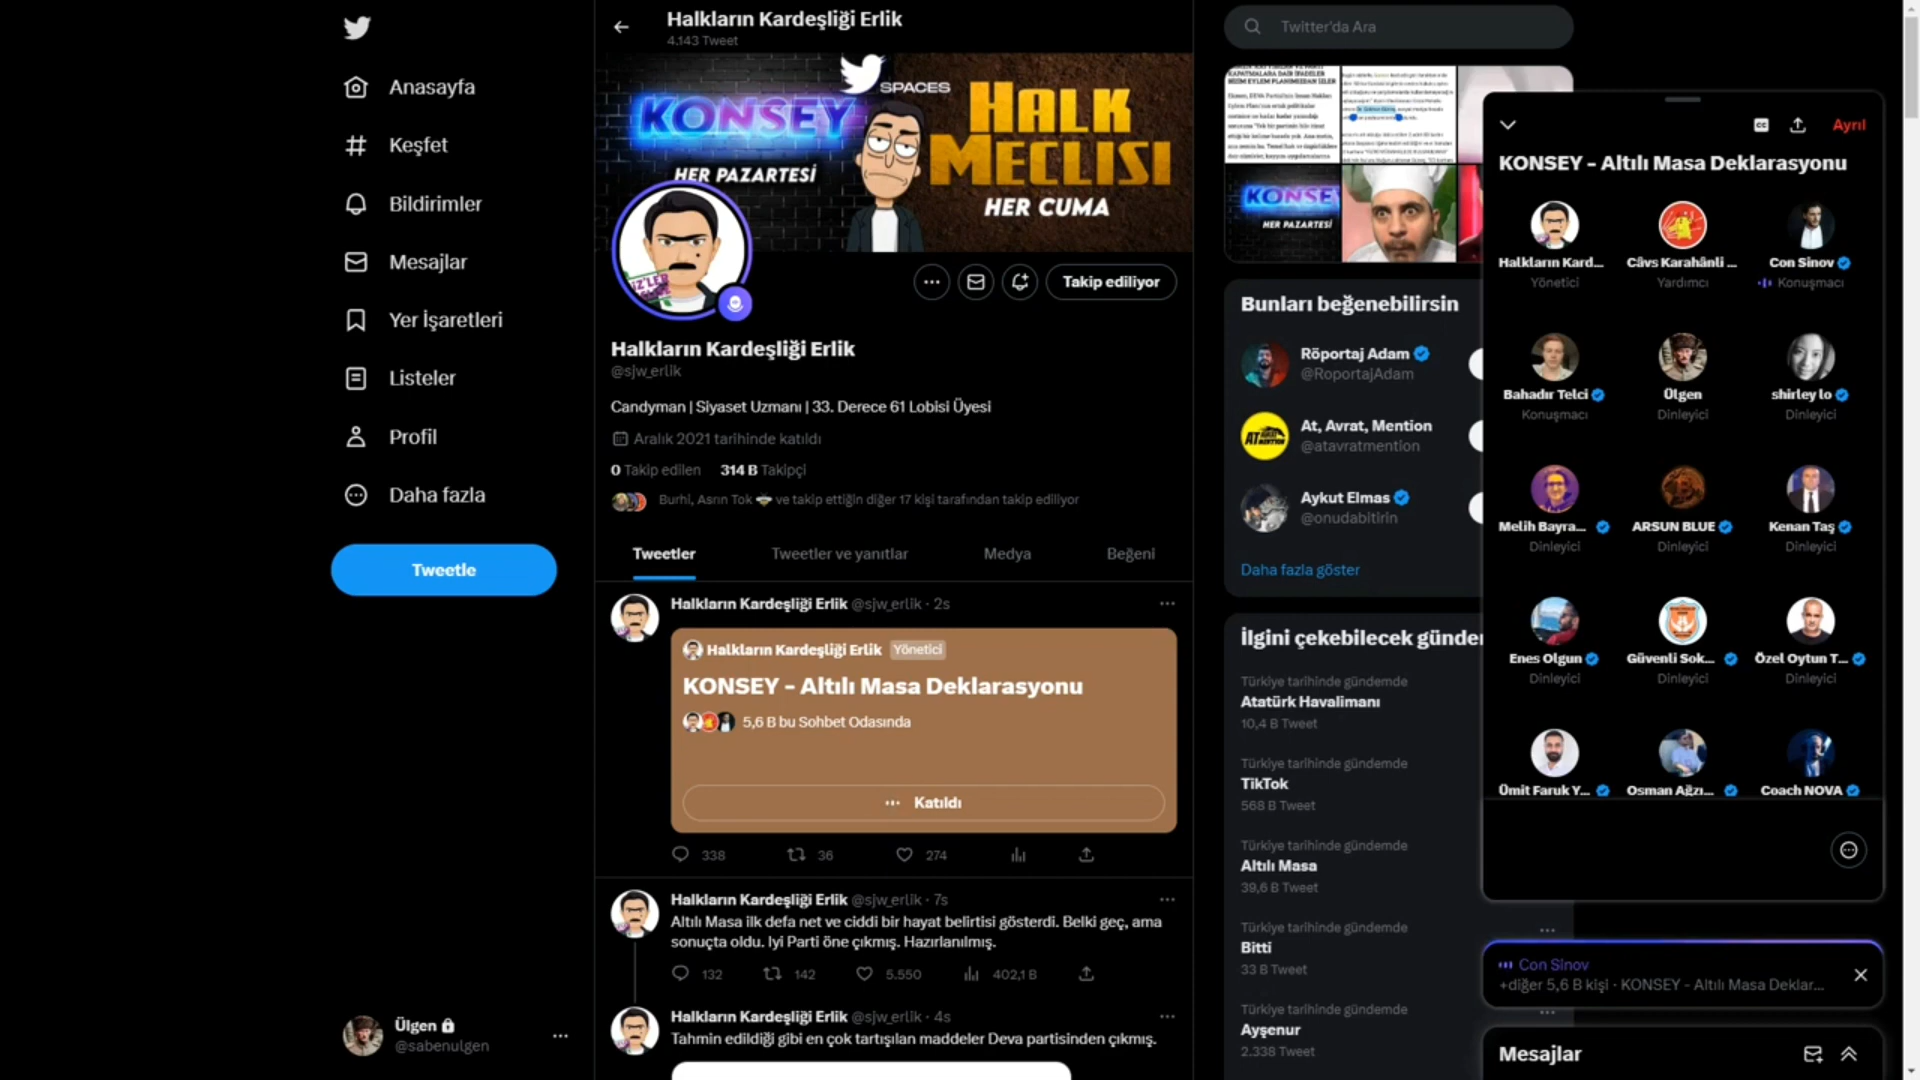 Anasayfa
Keşfet
Bildirimler
Mesajlar
Yer İşaretleri
Listeler
Profil
Daha fazla
Tweetle
Ülgen
@sabenulgen
Halkların Kardeşliği Erlik
4.143 Tweet
SPACES
KONSEY
HER PAZARTESİ
HALK
MECLISI
HER CUMA
Takip ediliyor
Halkların Kardeşliği Erlik
@sjw_erlik
Candyman | Siyaset Uzmanı | 33. Derece 61 Lobisi Üyesi
Aralık 2021 tarihinde katıldı
0 Takip edilen 314 B Takipçi
Burhi, Asrın Tok ve takip ettiğin diğer 17 kişi tarafından takip ediliyor
Tweetler Tweetler ve yanıtlar Medya Beğeni
Halkların Kardeşliği Erlik @sjw_erlik · 2s
Halkların Kardeşliği Erlik Yönetici
KONSEY - Altılı Masa Deklarasyonu
5,6 B bu Sohbet Odasında
Katıldı
338 36 274
Halkların Kardeşliği Erlik @sjw_erlik · 7s
Altılı Masa ilk defa net ve ciddi bir hayat belirtisi gösterdi. Belki geç, ama
sonuçta oldu. Iyi Parti öne çıkmış. Hazırlanılmış.
132 142 5.550 402,1 B
Halkların Kardeşliği Erlik @sjw_erlik · 4s
Tahmin edildiği gibi en çok tartışılan maddeler Deva partisinden çıkmış.
Twitter'da Ara
KONSEY
HER PAZARTESİ
Bunları beğenebilirsin
Röportaj Adam
@RoportajAdam
At, Avrat, Mention
@atavratmention
Aykut Elmas
@onudabitirin
Daha fazla göster
İlgini çekebilecek günde
Türkiye tarihinde gündemde
Atatürk Havalimanı
10,4 B Tweet
Türkiye tarihinde gündemde
TikTok
568 B Tweet
Türkiye tarihinde gündemde
Altılı Masa
39,6 B Tweet
Türkiye tarihinde gündemde
Bitti
33 B Tweet
Türkiye tarihinde gündemde
Ayşenur
2.338 Tweet
CC Ayrıl
KONSEY - Altılı Masa Deklarasyonu
Halkların Kard... Câvs Karahânli ... Con Sinov
Yönetici Yardımcı Konuşmacı
Bahadır Telci Ülgen shirley lo
Konuşmacı Dinleyici Dinleyici
Melih Bayra... ARSUN BLUE Kenan Taş
Dinleyici Dinleyici Dinleyici
Enes Olgun Güvenli Sok... Özel Oytun T...
Dinleyici Dinleyici Dinleyici
Ümit Faruk Y... Osman Ağzı... Coach NOVA
Con Sinov
+diğer 5,6 B kişi · KONSEY - Altılı Masa Deklar...
Mesajlar